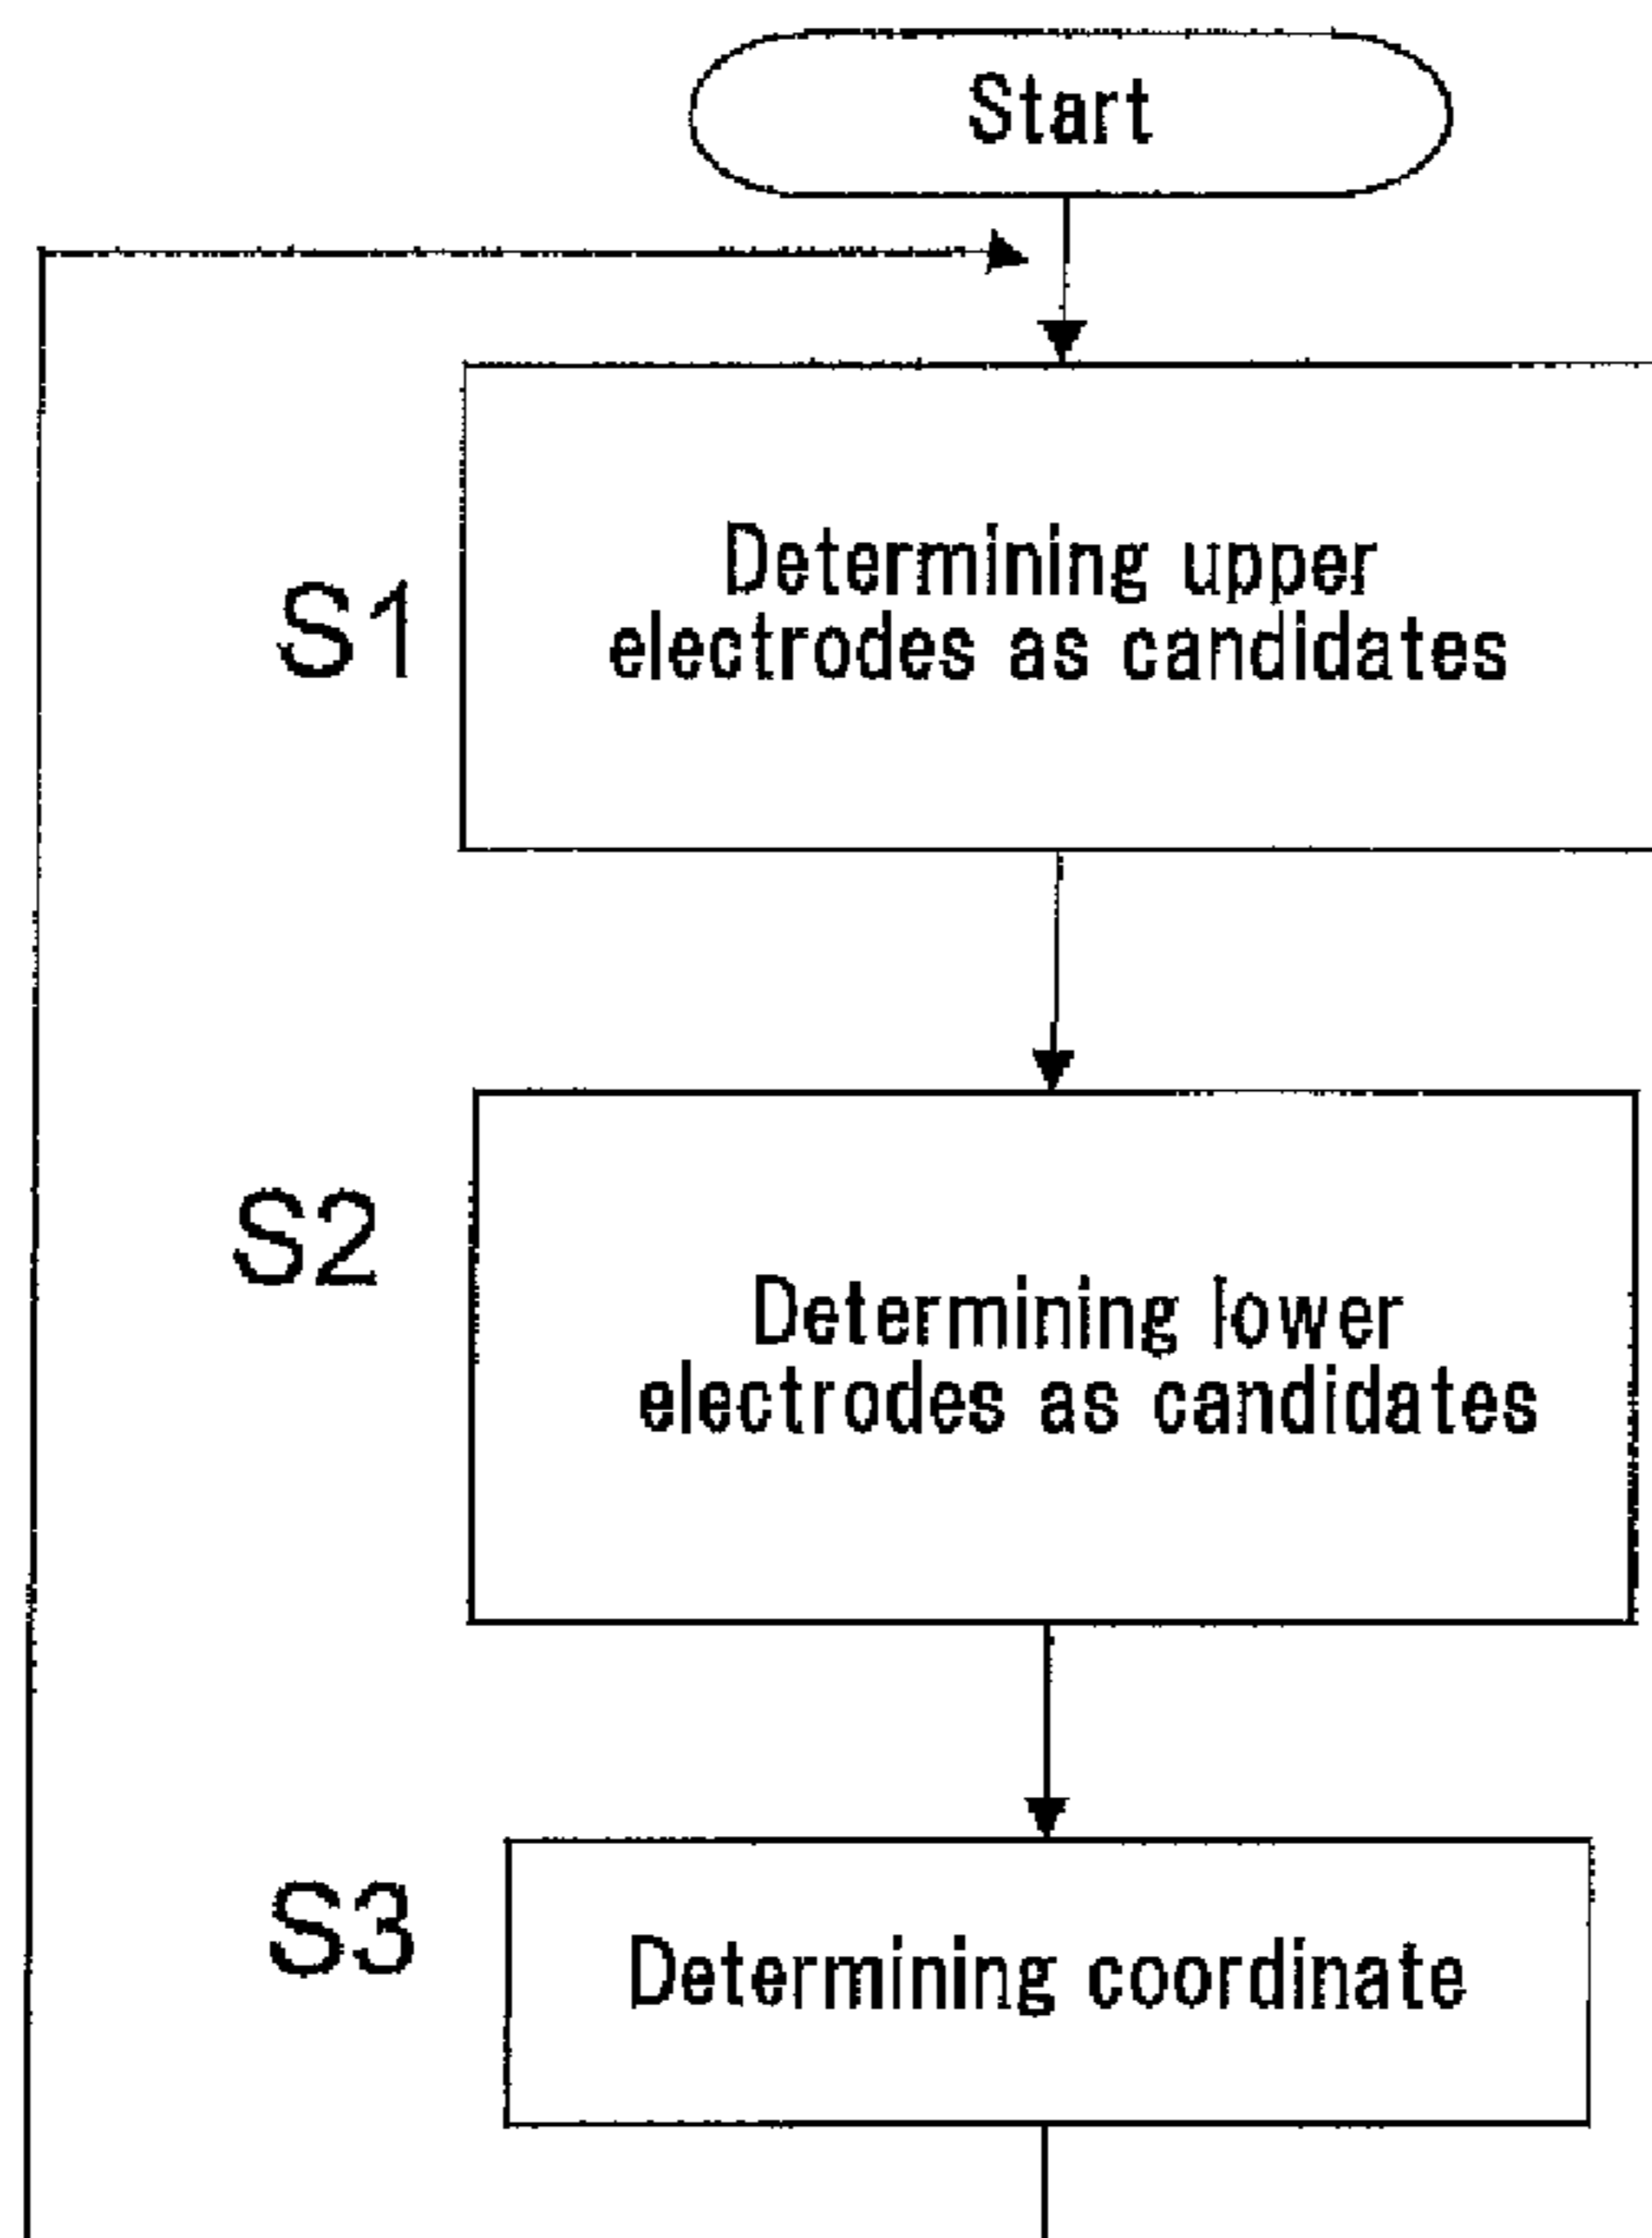 Start
S1
Determining upper
electrodes as candidates
S2
Determining lower
electrodes as candidates
S3
Determining coordinate